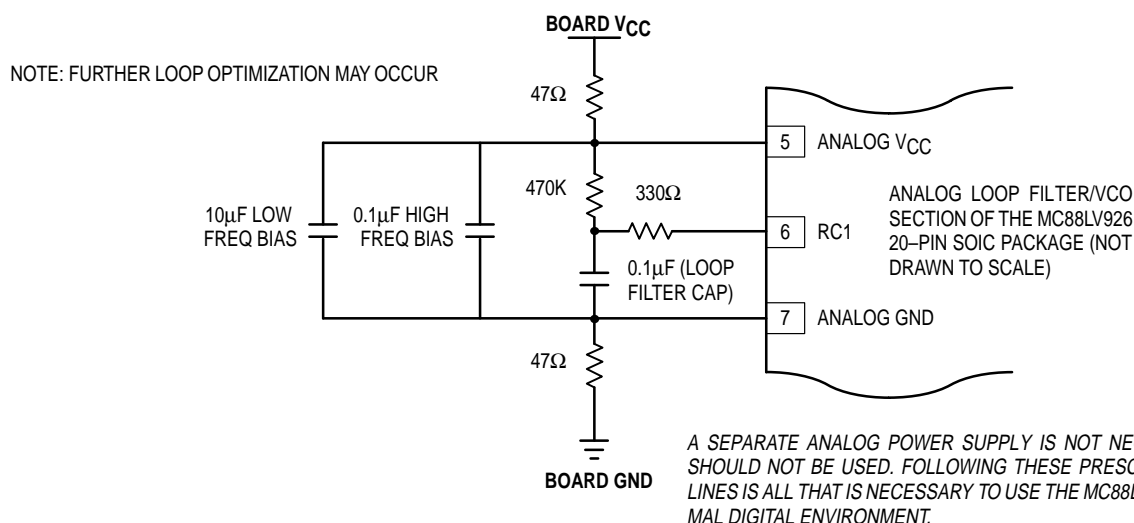 BOARD VCC
NOTE: FURTHER LOOP OPTIMIZATION MAY OCCUR
47Ω
5 ANALOG VCC
470K
330Ω
10µF LOW
FREQ BIAS
0.1µF HIGH
FREQ BIAS
6 RC1
ANALOG LOOP FILTER/VCO
SECTION OF THE MC88LV926
20–PIN SOIC PACKAGE (NOT
DRAWN TO SCALE)
0.1µF (LOOP
FILTER CAP)
7 ANALOG GND
47Ω
BOARD GND
A SEPARATE ANALOG POWER SUPPLY IS NOT NE
SHOULD NOT BE USED. FOLLOWING THESE PRESC
LINES IS ALL THAT IS NECESSARY TO USE THE MC88L
MAL DIGITAL ENVIRONMENT.